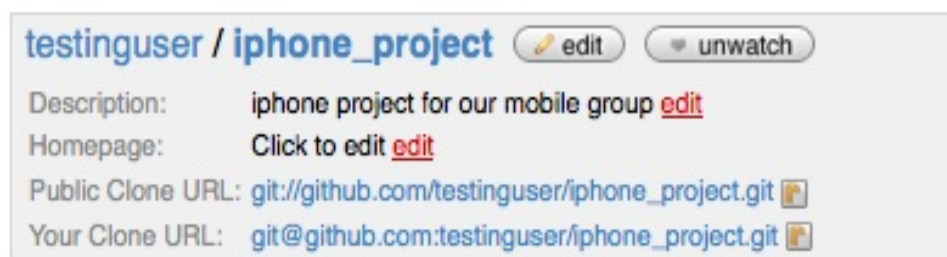 testinguser / iphone_project edit unwatch
Description: iphone project for our mobile group edit
Homepage: Click to edit edit
Public Clone URL: git://github.com/testinguser/iphone_project.git
Your Clone URL: git@github.com:testinguser/iphone_project.git